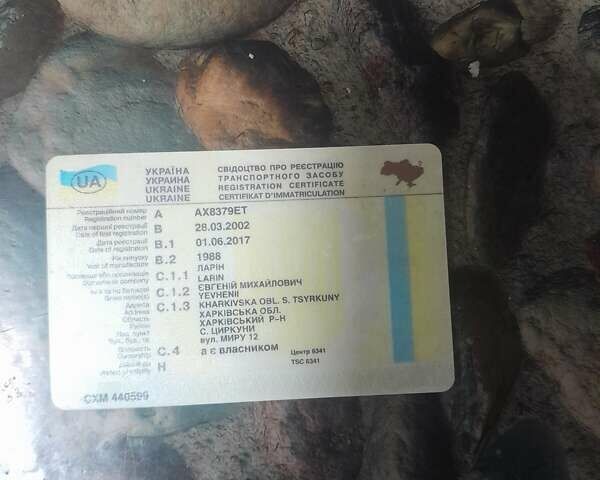 UA
УКРАЇНА СВІДОЦТВО ПРО РЕЄСТРАЦІЮ
УКРАИНА ТРАНСПОРТНОГО ЗАСОБУ
UKRAINE REGISTRATION CERTIFICATE
UKRAINE CERTIFIKAT D'IMMATRICULATION
Реєстраційний номер A AX8379ET
Registration number
Дата першої реєстрації B 28.03.2002
Date of first registration
Дата реєстрації B.1 01.06.2017
Date of registration
Рік випуску B.2 1988
Year of manufacture
ЛАРІН
C.1.1 LARIN
ЄВГЕНІЙ МИХАЙЛОВИЧ
C.1.2 YEVHENII
Адреса C.1.3 KHARKIVSKA OBL. S. TSYRKUNY
Address ХАРКІВСЬКА ОБЛ.
Область ХАРКІВСЬКИЙ Р-Н
Район С. ЦИРКУНИ
вул. МИРУ 12
Ownership C.4 а є власником Центр 6341
H TSC 6341
CXM 440599